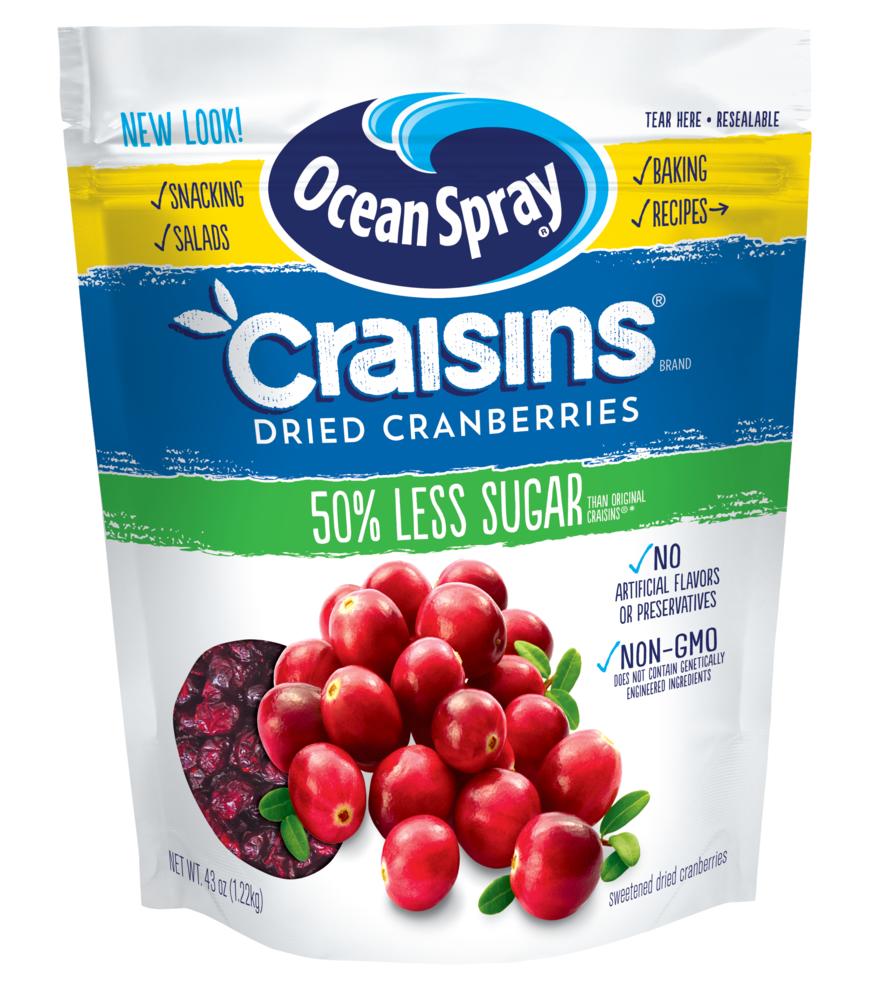 NEW LOOK!
TEAR HERE • RESEALABLE
✓SNACKING
✓SALADS
Ocean Spray®
✓BAKING
✓RECIPES→
Craisins®
BRAND
DRIED CRANBERRIES
50% LESS SUGAR
THAN ORIGINAL
CRAISINS®*
✓NO
ARTIFICIAL FLAVORS
OR PRESERVATIVES
✓NON-GMO
DOES NOT CONTAIN GENETICALLY
ENGINEERED INGREDIENTS
NET WT. 43 oz (1.22kg)
sweetened dried cranberries